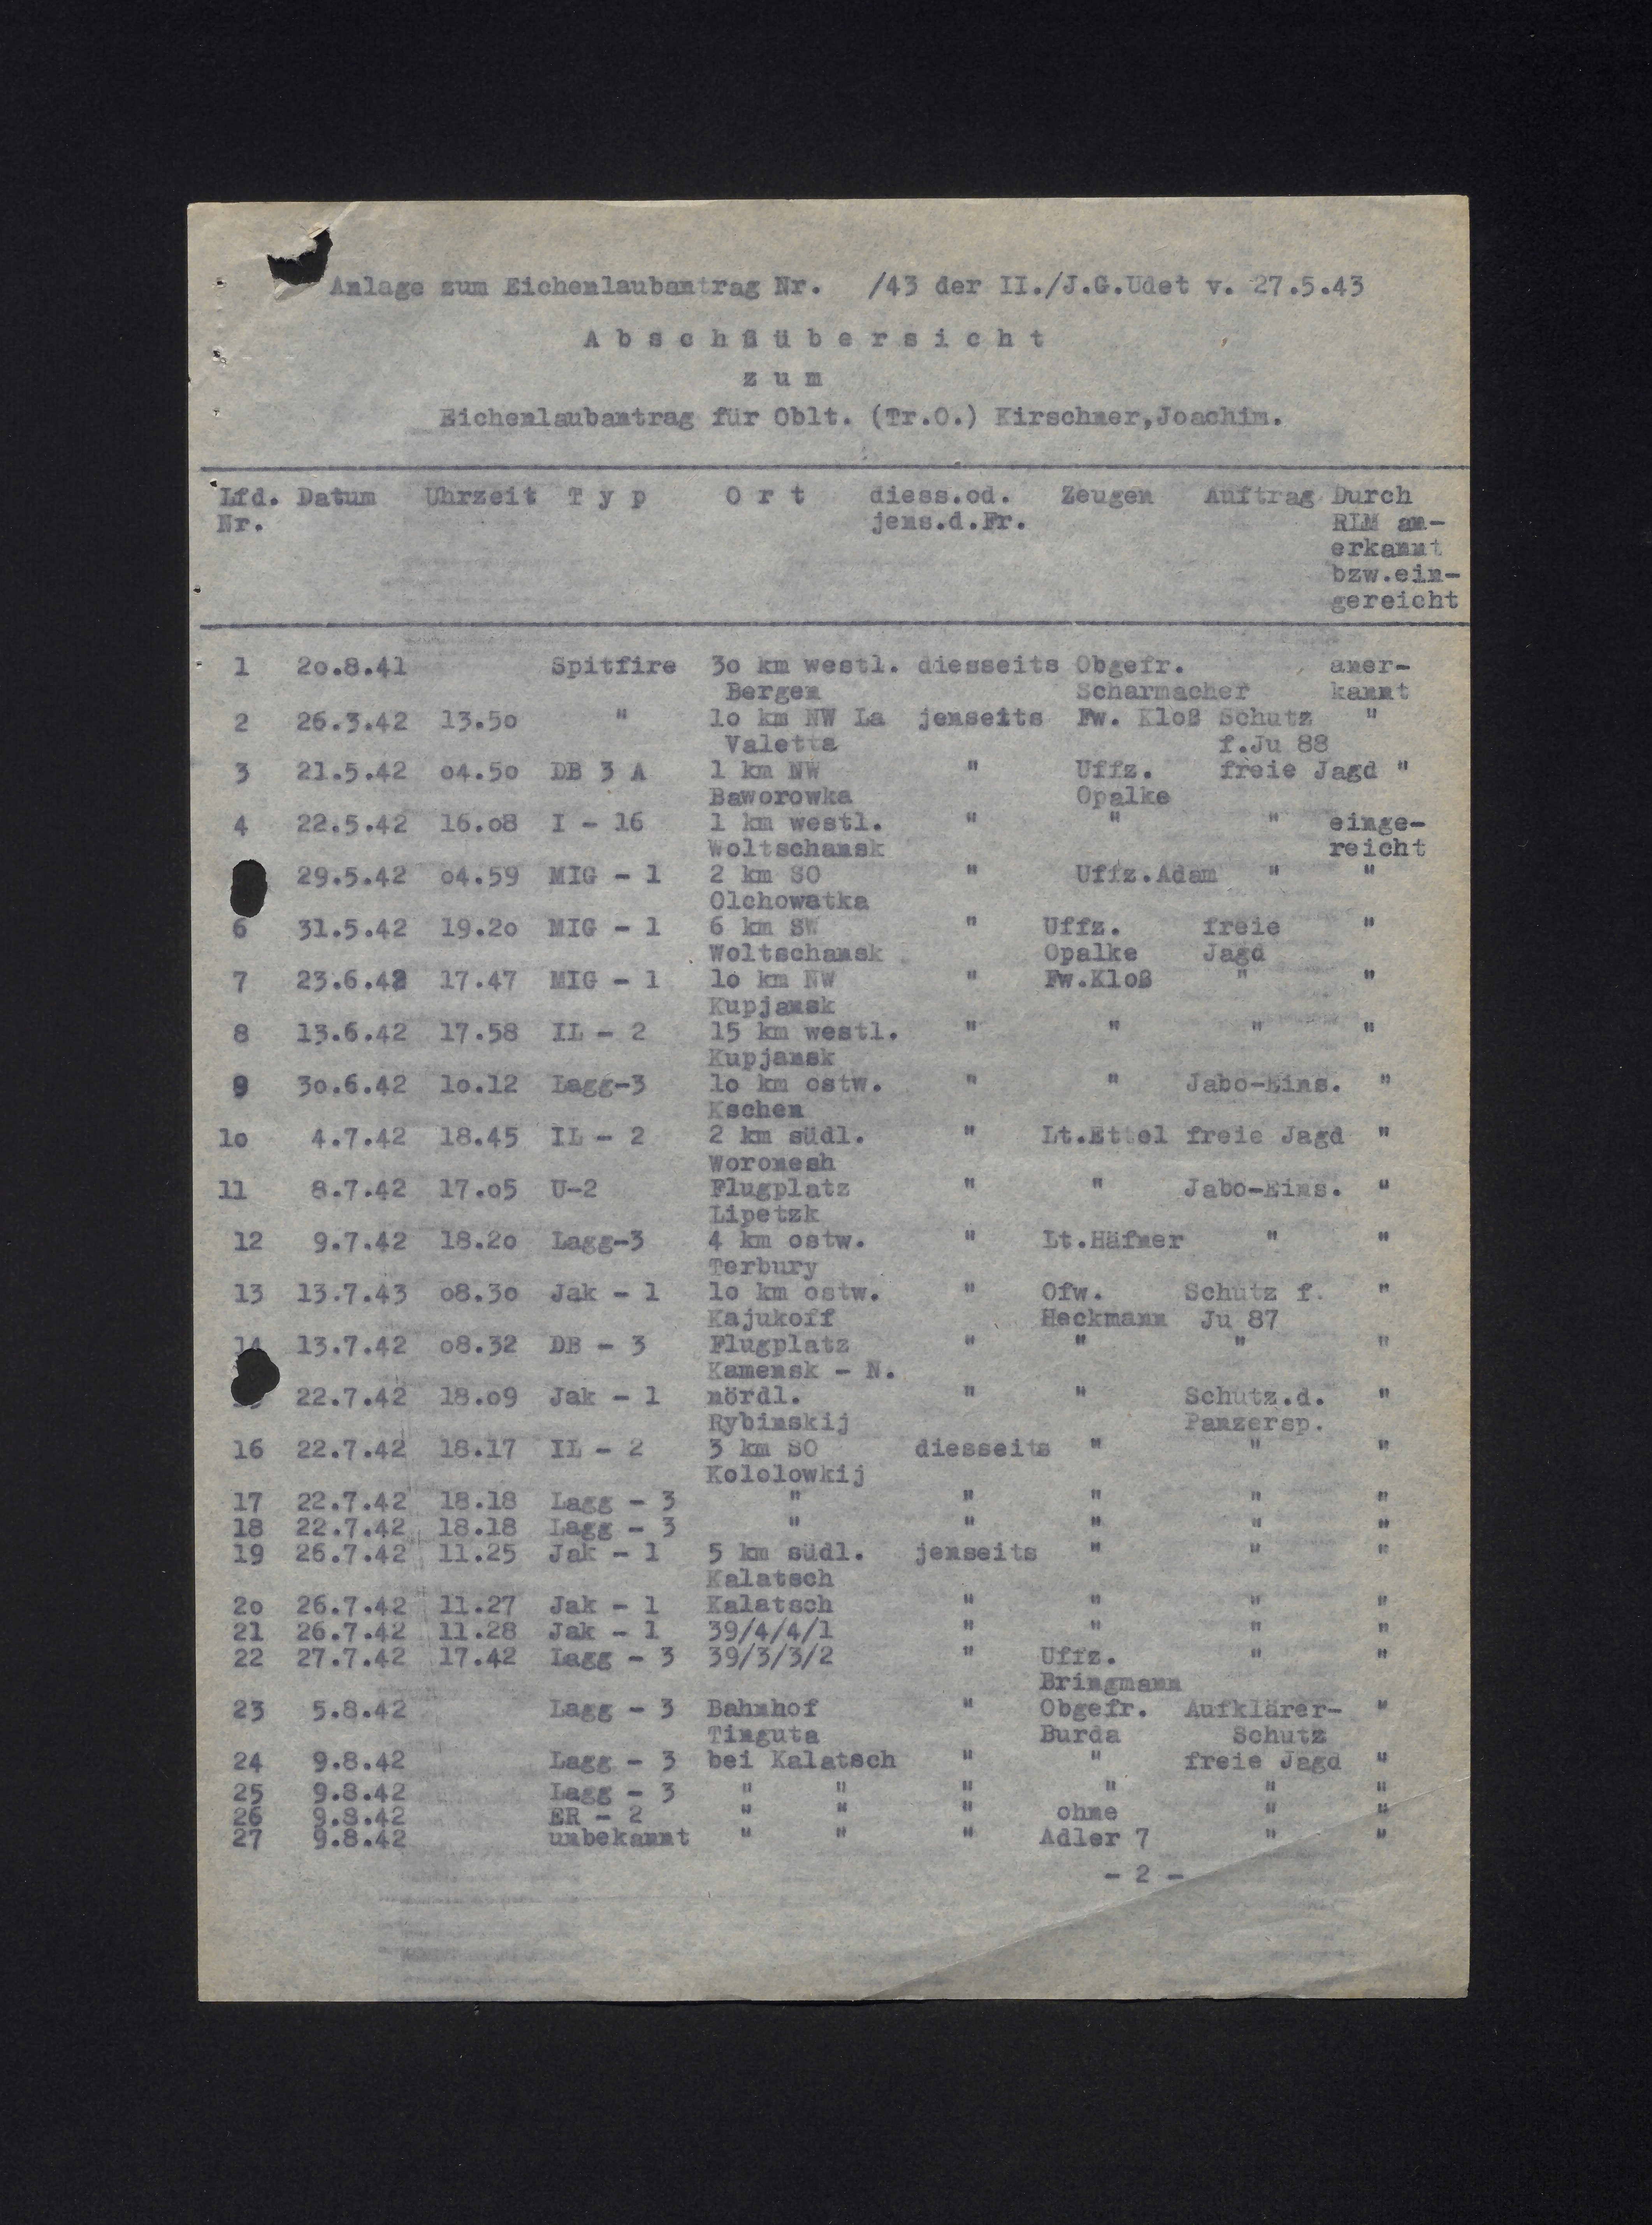 Anlage zum Eichenlaubantrag Nr. /43 der II./J.G.Udet v. 27.5.43
A b s c h ß ü b e r s i c h t
z u m
Eichenlaubantrag für Oblt. (Tr.O.) Kirschner,Joachim.
Lfd. Datum Uhrzeit T y p O r t diess.od. Zeugen Auftrag Durch
Nr. jens.d.Fr. RLM an-
erkannt
bzw.ein-
gereicht
1 2o.8.41 Spitfire 3o km westl. diesseits Obgefr. aner-
Bergen Scharmacher kannt
2 26.3.42 13.5o " 1o km NW La jenseits Fw. Kloß Schutz "
Valetta f.Ju 88
3 21.5.42 o4.5o DB 3 A 1 km NW " Uffz. freie Jagd "
Baworowka Opalke
4 22.5.42 16.o8 I - 16 1 km westl. " " " einge-
Woltschansk reicht
29.5.42 o4.59 MIG - 1 2 km SO " Uffz.Adam " "
Olchowatka
6 31.5.42 19.2o MIG - 1 6 km SW " Uffz. freie "
Woltschansk Opalke Jagd
7 23.6.42 17.47 MIG - 1 1o km NW " Fw.Kloß " "
Kupjansk
8 13.6.42 17.58 IL - 2 15 km westl. " " " "
Kupjansk
9 3o.6.42 1o.12 Lagg-3 1o km ostw. " " Jabo-Eins. "
Kschen
1o 4.7.42 18.45 IL - 2 2 km südl. " Lt.Ettel freie Jagd "
Woronesh
11 8.7.42 17.o5 U-2 Flugplatz " " Jabo-Eins. "
Lipetzk
12 9.7.42 18.2o Lagg-3 4 km ostw. " Lt.Häfner " "
Terbury
13 13.7.43 o8.3o Jak - 1 1o km ostw. " Ofw. Schutz f. "
Kajukoff Heckmann Ju 87
14 13.7.42 o8.32 DB - 3 Flugplatz " " " "
Kamensk - N.
22.7.42 18.o9 Jak - 1 nördl. " " Schutz.d. "
Rybinskij Panzersp.
16 22.7.42 18.17 IL - 2 3 km SO diesseits " " "
Kololowkij
17 22.7.42 18.18 Lagg - 3 " " " " "
18 22.7.42 18.18 Lagg - 3 " " " " "
19 26.7.42 11.25 Jak - 1 5 km südl. jenseits " " "
Kalatsch
2o 26.7.42 11.27 Jak - 1 Kalatsch " " " "
21 26.7.42 11.28 Jak - 1 39/4/4/1 " " " "
22 27.7.42 17.42 Lagg - 3 39/3/3/2 " Uffz. " "
Bringmann
23 5.8.42 Lagg - 3 Bahnhof " Obgefr. Aufklärer- "
Tinguta Burda Schutz
24 9.8.42 Lagg - 3 bei Kalatsch " " freie Jagd "
25 9.8.42 Lagg - 3 " " " " " "
26 9.8.42 ER - 2 " " " ohne " "
27 9.8.42 unbekannt " " " Adler 7 " "
- 2 -